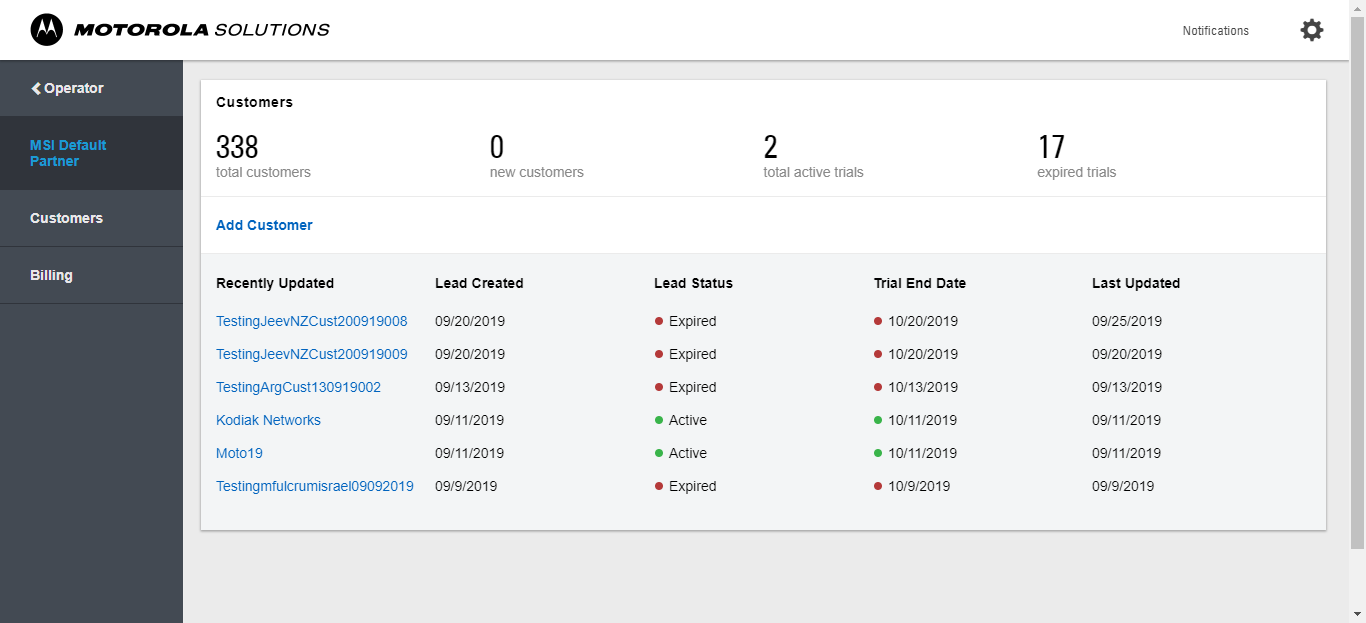 MOTOROLA SOLUTIONS
Notifications
Operator
MSI Default
Partner
Customers
Billing
Customers
338 0 2 17
total customers new customers total active trials expired trials
Add Customer
Recently Updated Lead Created Lead Status Trial End Date Last Updated
TestingJeevNZCust200919008 09/20/2019 Expired 10/20/2019 09/25/2019
TestingJeevNZCust200919009 09/20/2019 Expired 10/20/2019 09/20/2019
TestingArgCust130919002 09/13/2019 Expired 10/13/2019 09/13/2019
Kodiak Networks 09/11/2019 Active 10/11/2019 09/11/2019
Moto19 09/11/2019 Active 10/11/2019 09/11/2019
Testingmfulcrumisrael09092019 09/9/2019 Expired 10/9/2019 09/9/2019